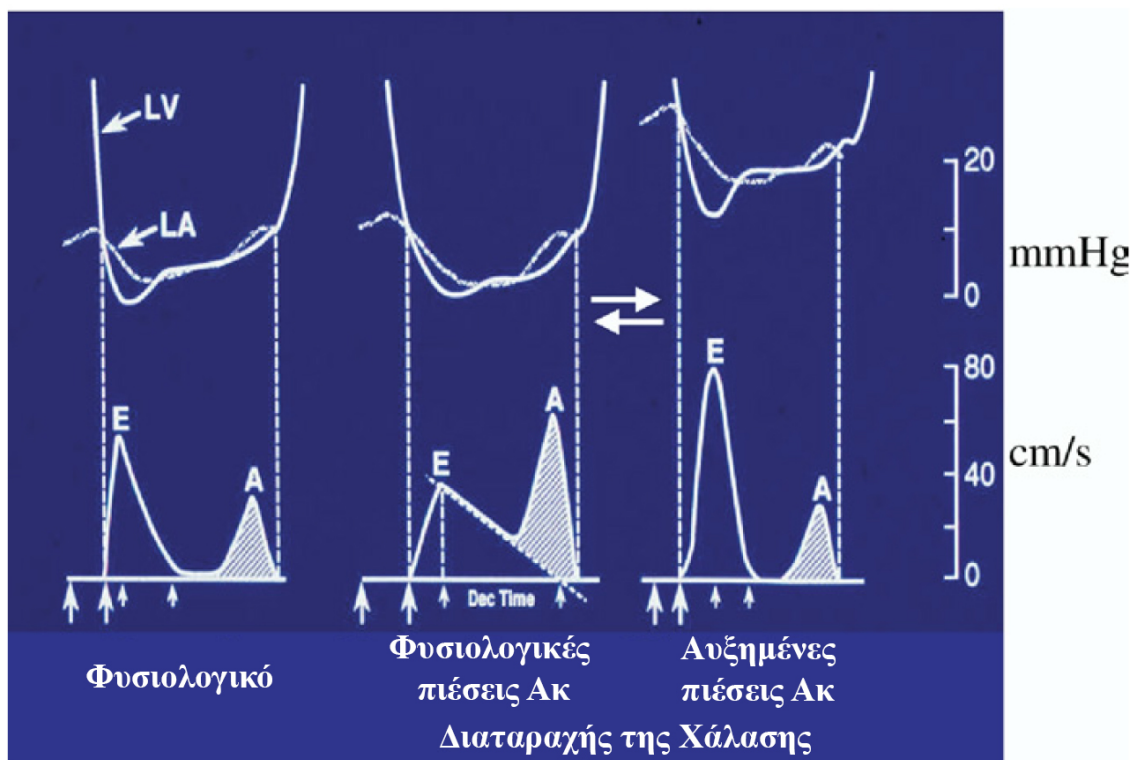 LV
LA
20
mmHg
0
E
A
E
A
E
A
80
cm/s
40
0
Dec Time
Φυσιολογικό
Φυσιολογικές
πιέσεις Ακ
Αυξημένες
πιέσεις Ακ
Διαταραχής της Χάλασης